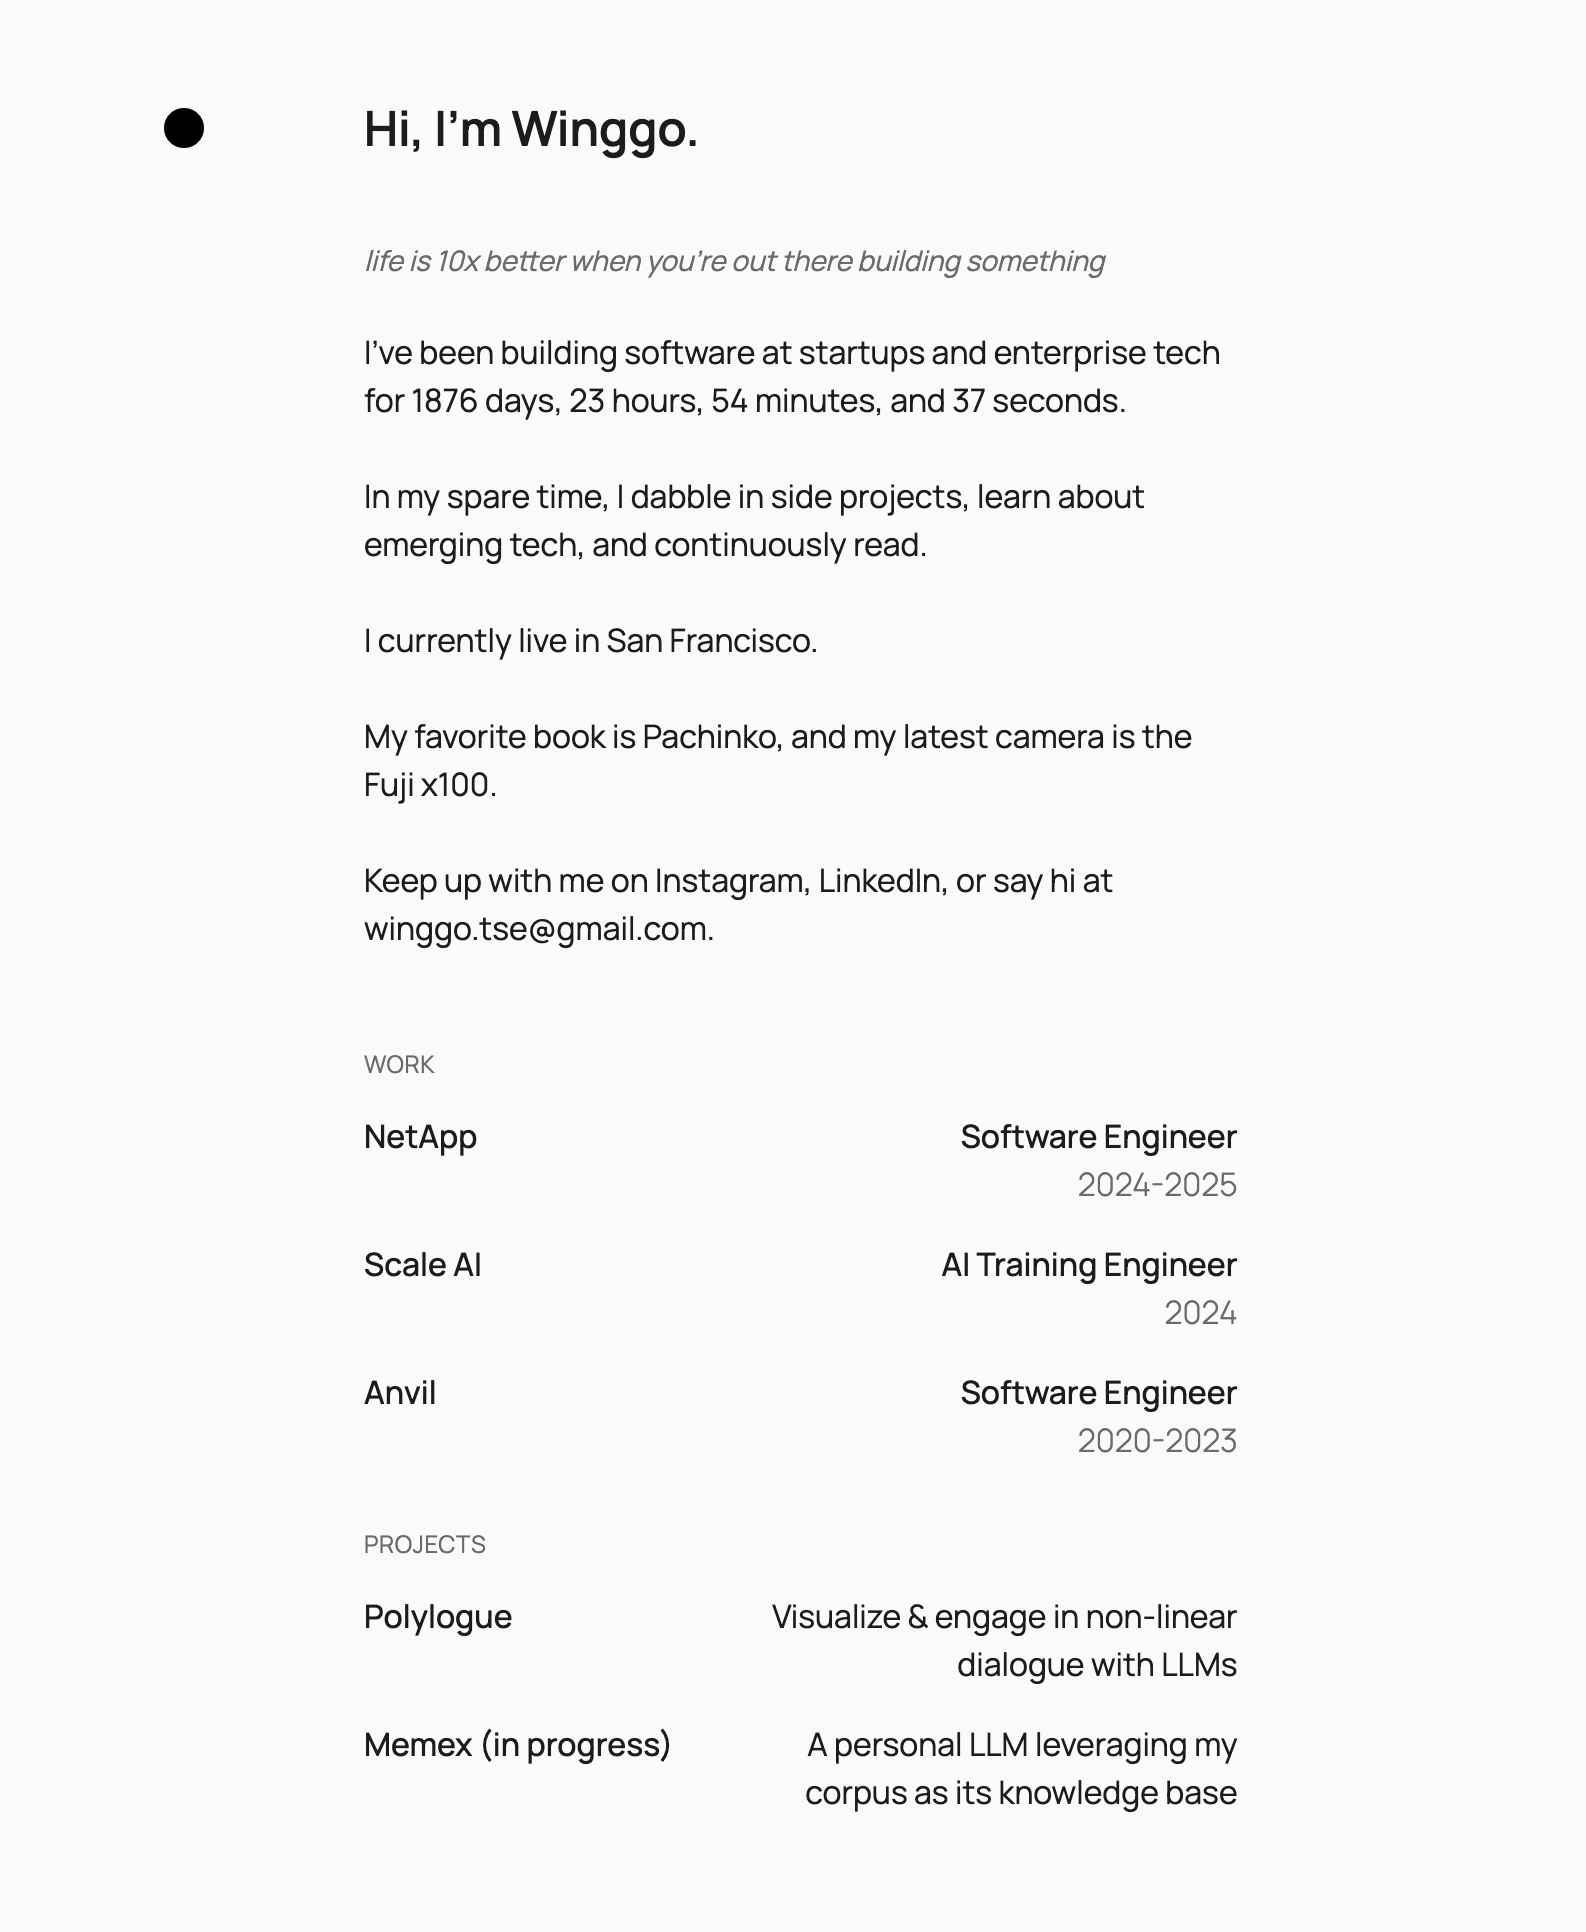 Hi, I’m Winggo.
life is 10x better when you’re out there building something
I’ve been building software at startups and enterprise tech
for 1876 days, 23 hours, 54 minutes, and 37 seconds.
In my spare time, I dabble in side projects, learn about
emerging tech, and continuously read.
I currently live in San Francisco.
My favorite book is Pachinko, and my latest camera is the
Fuji x100.
Keep up with me on Instagram, LinkedIn, or say hi at
winggo.tse@gmail.com.
WORK
NetApp Software Engineer
2024-2025
Scale AI AI Training Engineer
2024
Anvil Software Engineer
2020-2023
PROJECTS
Polylogue Visualize & engage in non-linear
dialogue with LLMs
Memex (in progress) A personal LLM leveraging my
corpus as its knowledge base